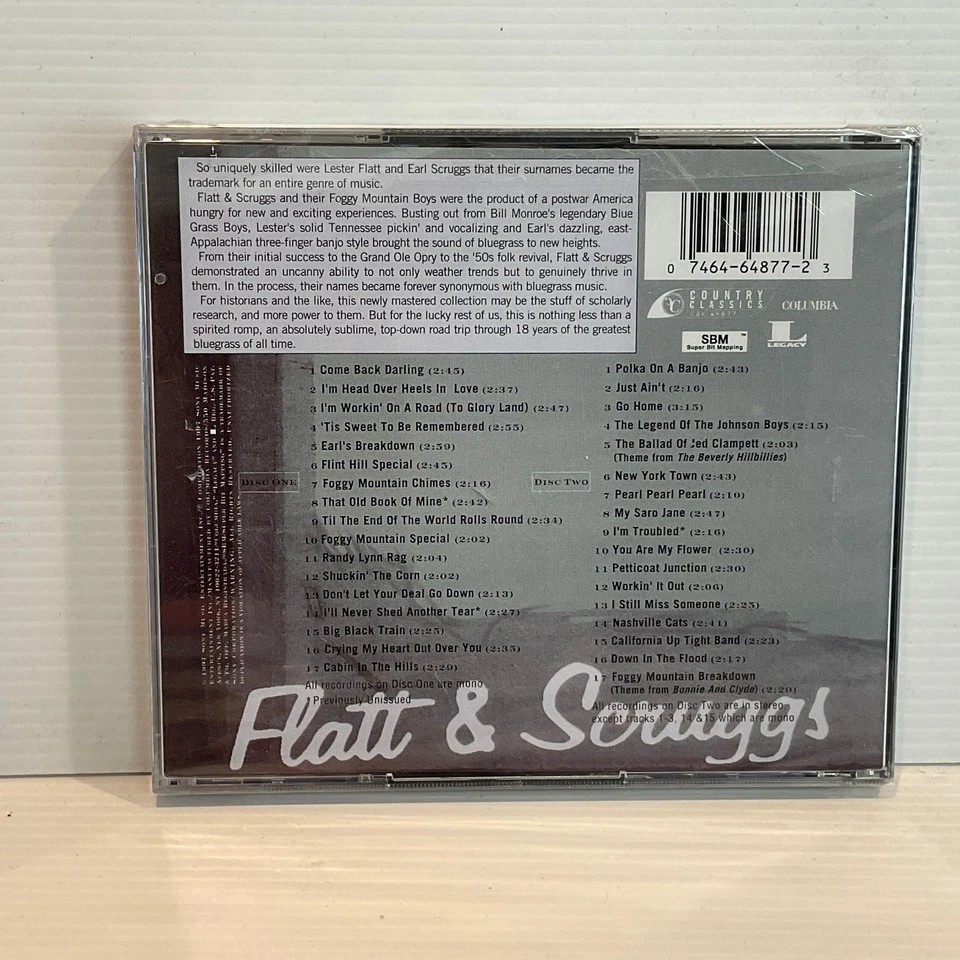 So uniquely skilled were Lester Flatt and Earl Scruggs that their surnames became the
trademark for an entire genre of music.
Flatt & Scruggs and their Foggy Mountain Boys were the product of a postwar America
hungry for new and exciting experiences. Busting out from Bill Monroe's legendary Blue
Grass Boys, Lester's solid Tennessee pickin' and vocalizing and Earl's dazzling, east-
Appalachian three-finger banjo style brought the sound of bluegrass to new heights.
From their initial success to the Grand Ole Opry to the '50s folk revival, Flatt & Scruggs
demonstrated an uncanny ability to not only weather trends but to genuinely thrive in
them. In the process, their names became forever synonymous with bluegrass music.
For historians and the like, this newly mastered collection may be the stuff of scholarly
research, and more power to them. But for the lucky rest of us, this is nothing less than a
spirited romp, an absolutely sublime, top-down road trip through 18 years of the greatest
bluegrass of all time.
0 7464-64877-2 3
COUNTRY
CLASSICS
COLUMBIA
SBM™
Super Bit Mapping
L
LEGACY
DISC ONE
1 Come Back Darling (2:45)
2 I'm Head Over Heels In Love (2:37)
3 I'm Workin' On A Road (To Glory Land) (2:47)
4 'Tis Sweet To Be Remembered (2:55)
5 Earl's Breakdown (2:59)
6 Flint Hill Special (2:45)
7 Foggy Mountain Chimes (2:16)
8 That Old Book Of Mine* (2:42)
9 Til The End Of The World Rolls Round (2:34)
10 Foggy Mountain Special (2:02)
11 Randy Lynn Rag (2:04)
12 Shuckin' The Corn (2:02)
13 Don't Let Your Deal Go Down (2:13)
14 I'll Never Shed Another Tear* (2:27)
15 Big Black Train (2:25)
16 Crying My Heart Out Over You (2:35)
17 Cabin In The Hills (2:29)
All recordings on Disc One are mono
Previously Unissued
DISC TWO
1 Polka On A Banjo (2:43)
2 Just Ain't (2:16)
3 Go Home (3:15)
4 The Legend Of The Johnson Boys (2:15)
5 The Ballad Of Jed Clampett (2:03)
(Theme from The Beverly Hillbillies)
6 New York Town (2:43)
7 Pearl Pearl Pearl (2:10)
8 My Saro Jane (2:47)
9 I'm Troubled* (2:16)
10 You Are My Flower (2:30)
11 Petticoat Junction (2:30)
12 Workin' It Out (2:06)
13 I Still Miss Someone (2:25)
14 Nashville Cats (2:41)
15 California Up Tight Band (2:23)
16 Down In The Flood (2:17)
17 Foggy Mountain Breakdown
(Theme from Bonnie And Clyde) (2:20)
All recordings on Disc Two are in stereo
except tracks 1-3, 14 &15 which are mono
Flatt & Scruggs